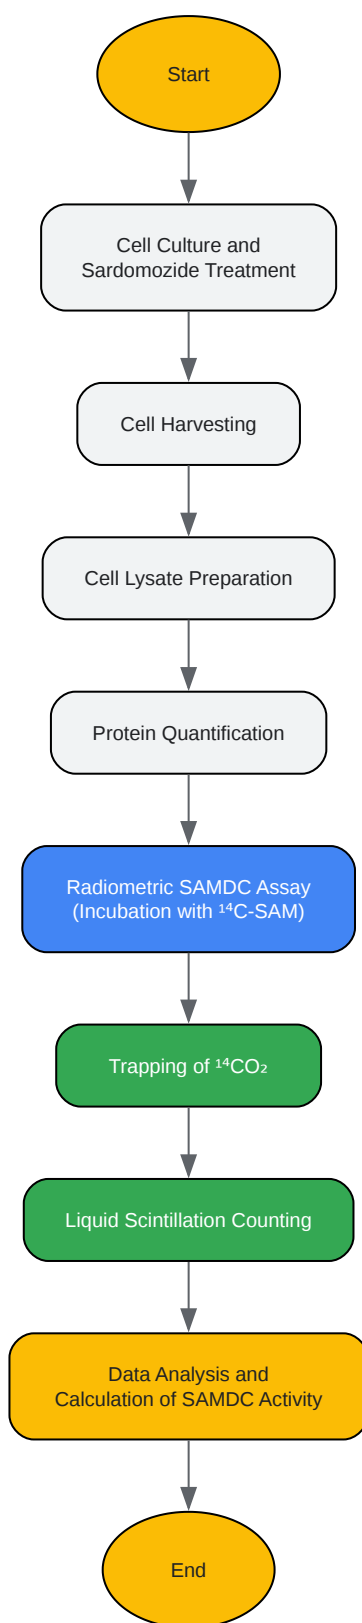 Start
Cell Culture and
Sardomozide Treatment
Cell Harvesting
Cell Lysate Preparation
Protein Quantification
Radiometric SAMDC Assay
(Incubation with ¹⁴C-SAM)
Trapping of ¹⁴CO₂
Liquid Scintillation Counting
Data Analysis and
Calculation of SAMDC Activity
End